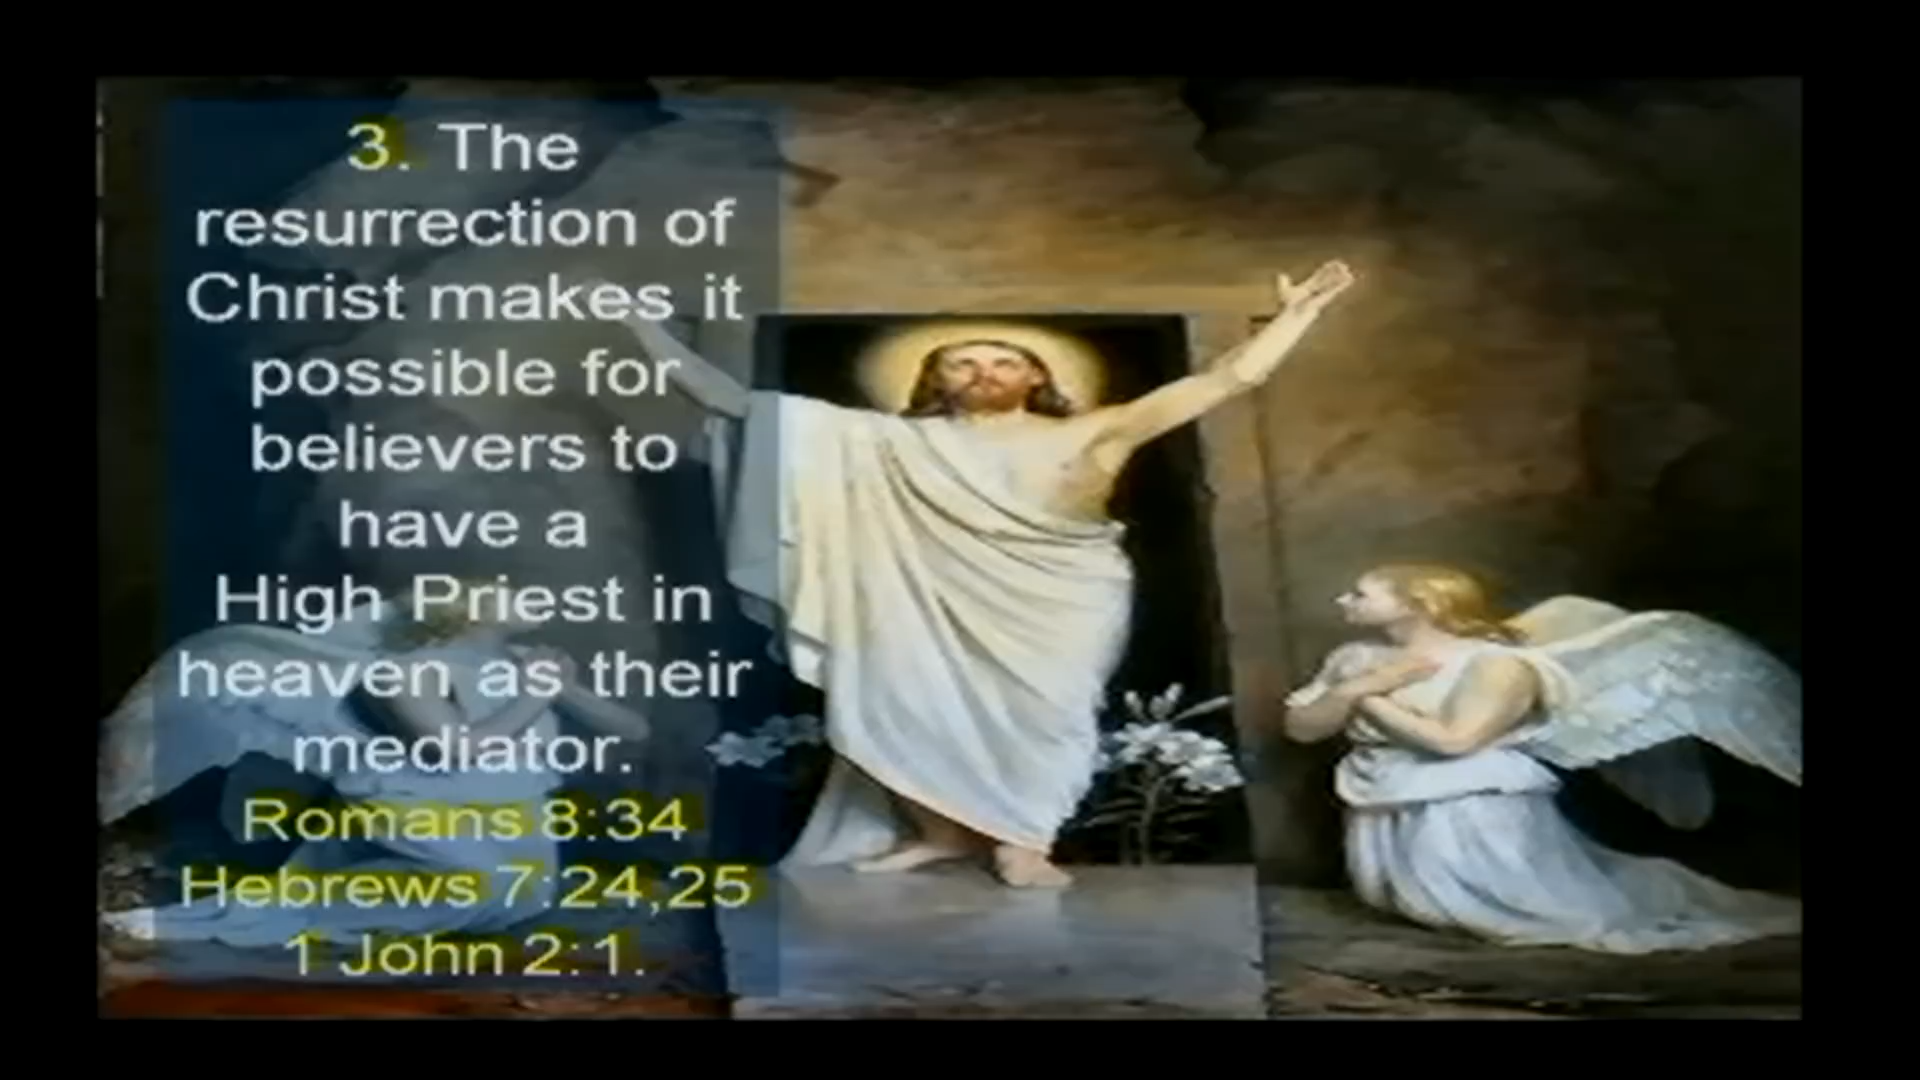 3. The
resurrection of
Christ makes it
possible for
believers to
have a
High Priest in
heaven as their
mediator.
Romans 8:34
Hebrews 7:24,25
1 John 2:1.